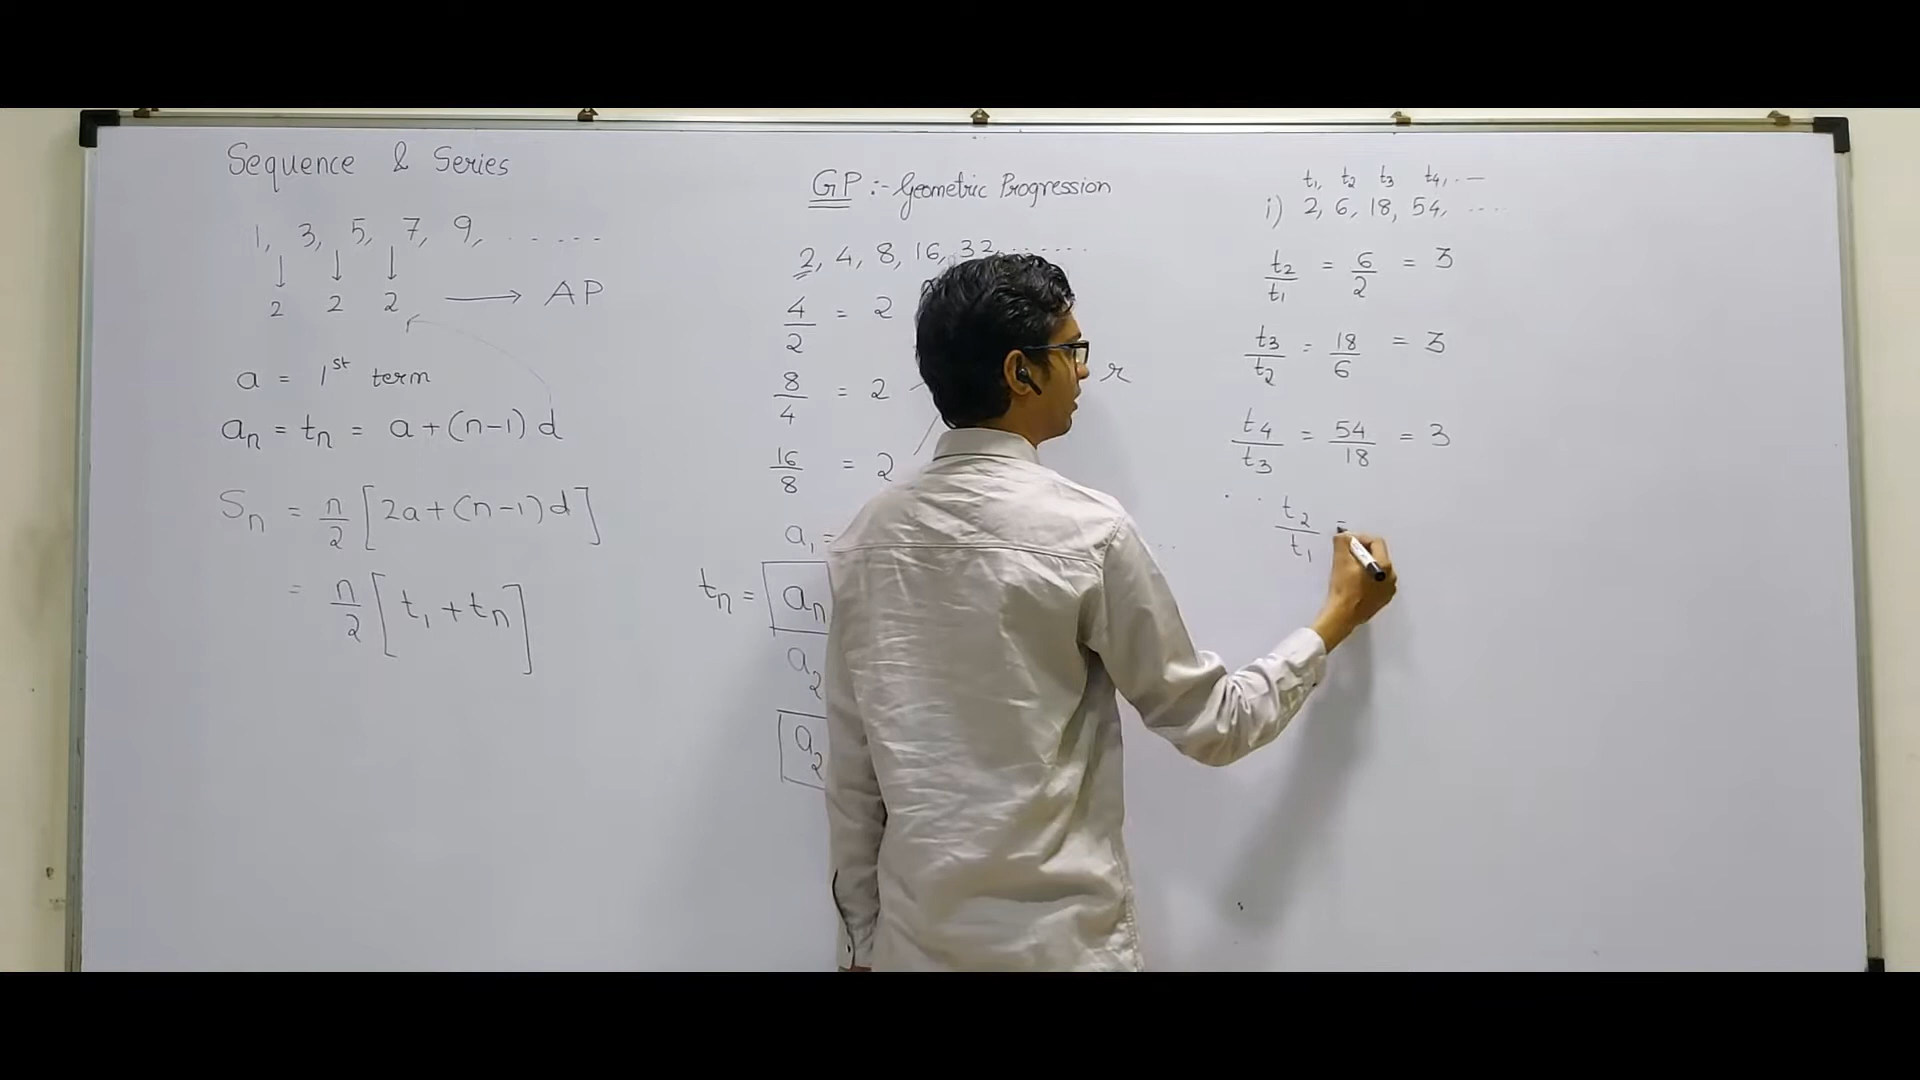 Sequence & Series
1, 3, 5, 7, 9, ......
2 2 2 → AP
a = 1st term
an = tn = a+(n-1)d
Sn = n/2 [2a+(n-1)d]
= n/2 [t1 + tn]
GP :- Geometric Progression
2, 4, 8, 16, 32, ......
4/2 = 2
8/4 = 2
r
16/8 = 2
a1 =
tn = an
a2
a2
t1, t2 t3 t4, . —
i) 2, 6, 18, 54, ....
t2/t1 = 6/2 = 3
t3/t2 = 18/6 = 3
t4/t3 = 54/18 = 3
t2/t1 =